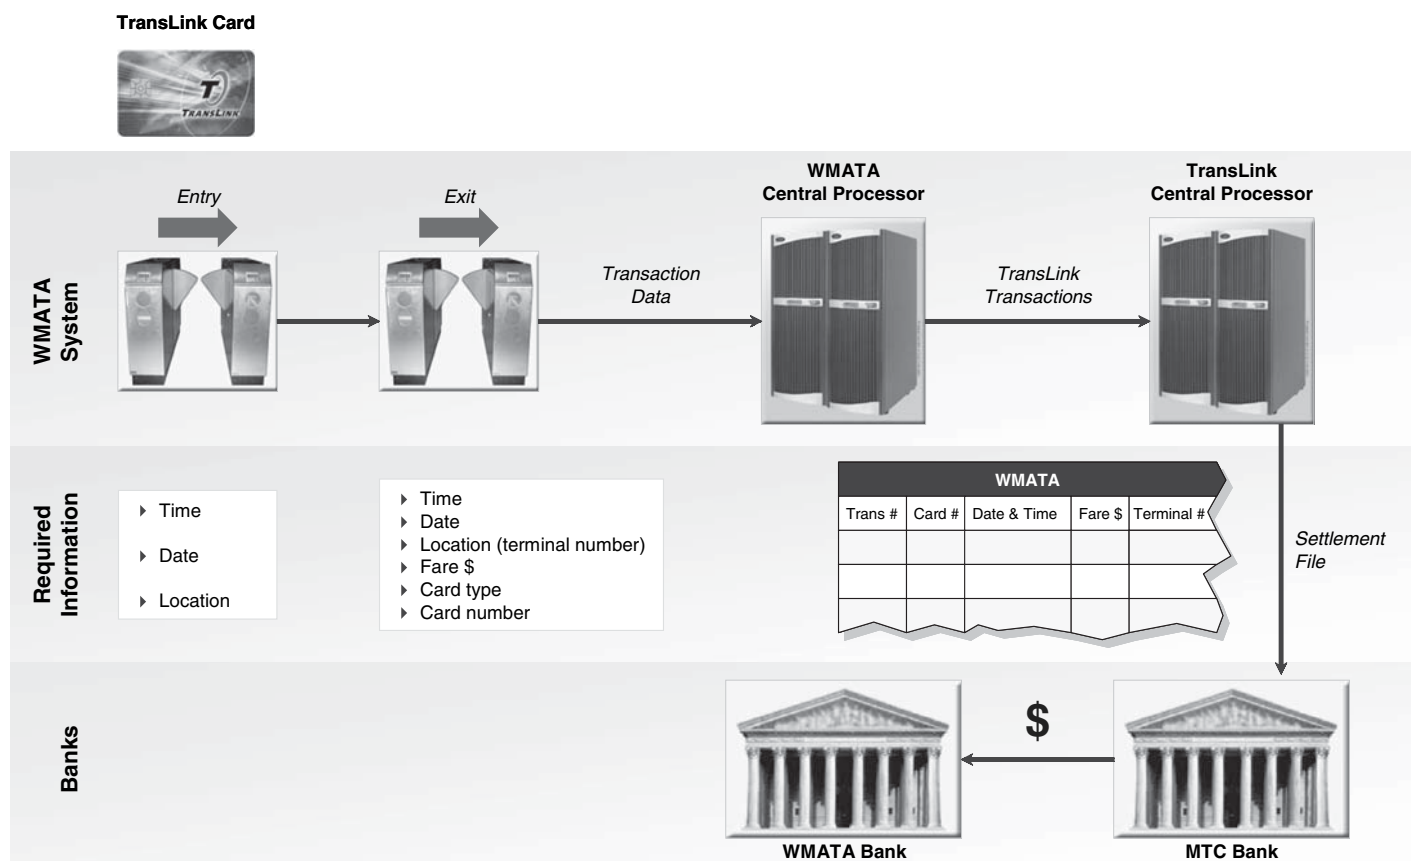 TransLink Card
T
TRANSLINK
WMATA
System
Entry
Exit
Transaction
Data
WMATA
Central Processor
TransLink
Transactions
TransLink
Central Processor
Required
Information
Time
Date
Location
Time
Date
Location (terminal number)
Fare $
Card type
Card number
WMATA
Trans # Card # Date & Time Fare $ Terminal #
Settlement
File
Banks
$
WMATA Bank
MTC Bank